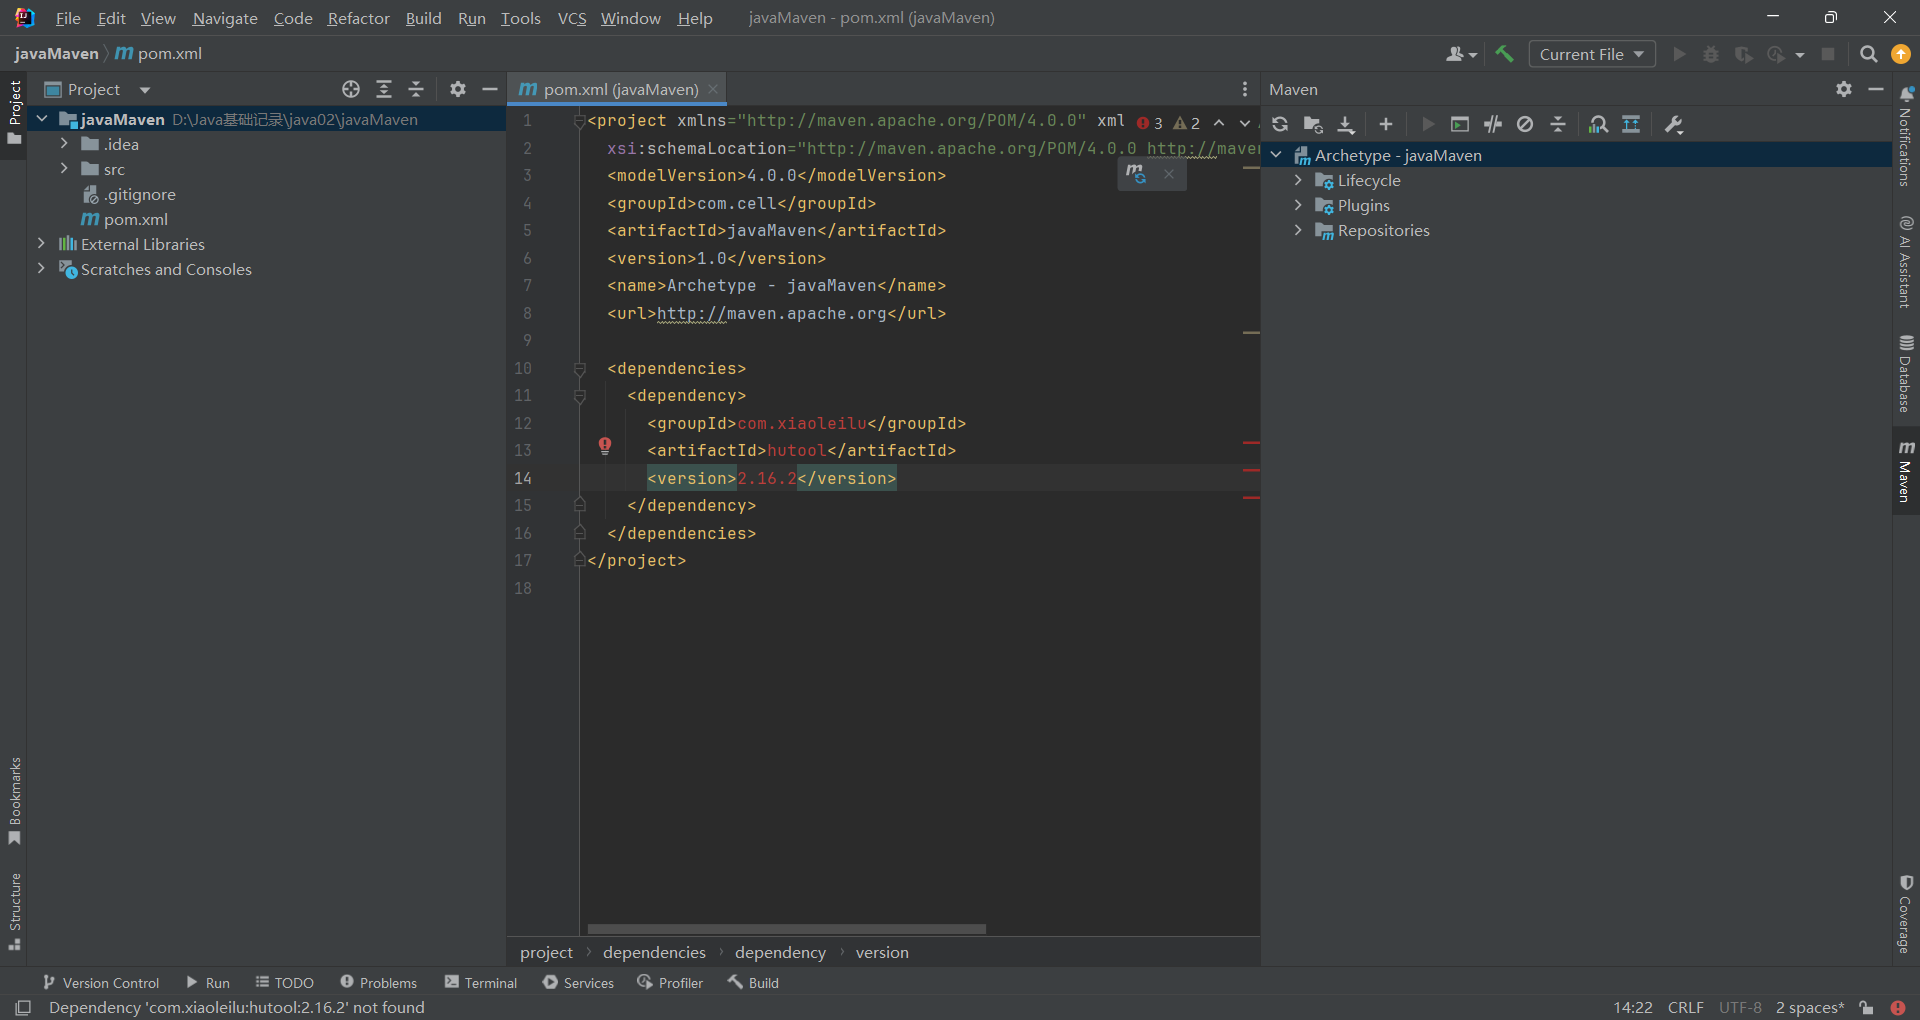 File Edit View Navigate Code Refactor Build Run Tools VCS Window Help javaMaven - pom.xml (javaMaven)
javaMaven pom.xml
Current File
Project
Project
javaMaven D:\Java基础记录\java02\javaMaven
.idea
src
.gitignore
pom.xml
External Libraries
Scratches and Consoles
Bookmarks
Structure
pom.xml (javaMaven)
1 <project xmlns="http://maven.apache.org/POM/4.0.0" xml
3 2
2 xsi:schemaLocation="http://maven.apache.org/POM/4.0.0 http://maven
3 <modelVersion>4.0.0</modelVersion>
4 <groupId>com.cell</groupId>
5 <artifactId>javaMaven</artifactId>
6 <version>1.0</version>
7 <name>Archetype - javaMaven</name>
8 <url>http://maven.apache.org</url>
9
10 <dependencies>
11 <dependency>
12 <groupId>com.xiaoleilu</groupId>
13 <artifactId>hutool</artifactId>
14 <version>2.16.2</version>
15 </dependency>
16 </dependencies>
17 </project>
18
project dependencies dependency version
Maven
Archetype - javaMaven
Lifecycle
Plugins
Repositories
Notifications
AI Assistant
Database
Maven
Coverage
Version Control Run TODO Problems Terminal Services Profiler Build
Dependency 'com.xiaoleilu:hutool:2.16.2' not found
14:22 CRLF UTF-8 2 spaces*